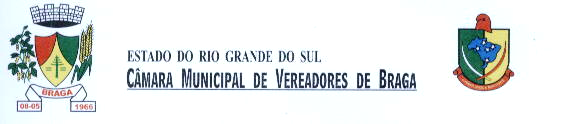 ESTADO DO RIO GRANDE DO SUL
CÂMARA MUNICIPAL DE VEREADORES DE BRAGA
BRAGA
08-05 1966